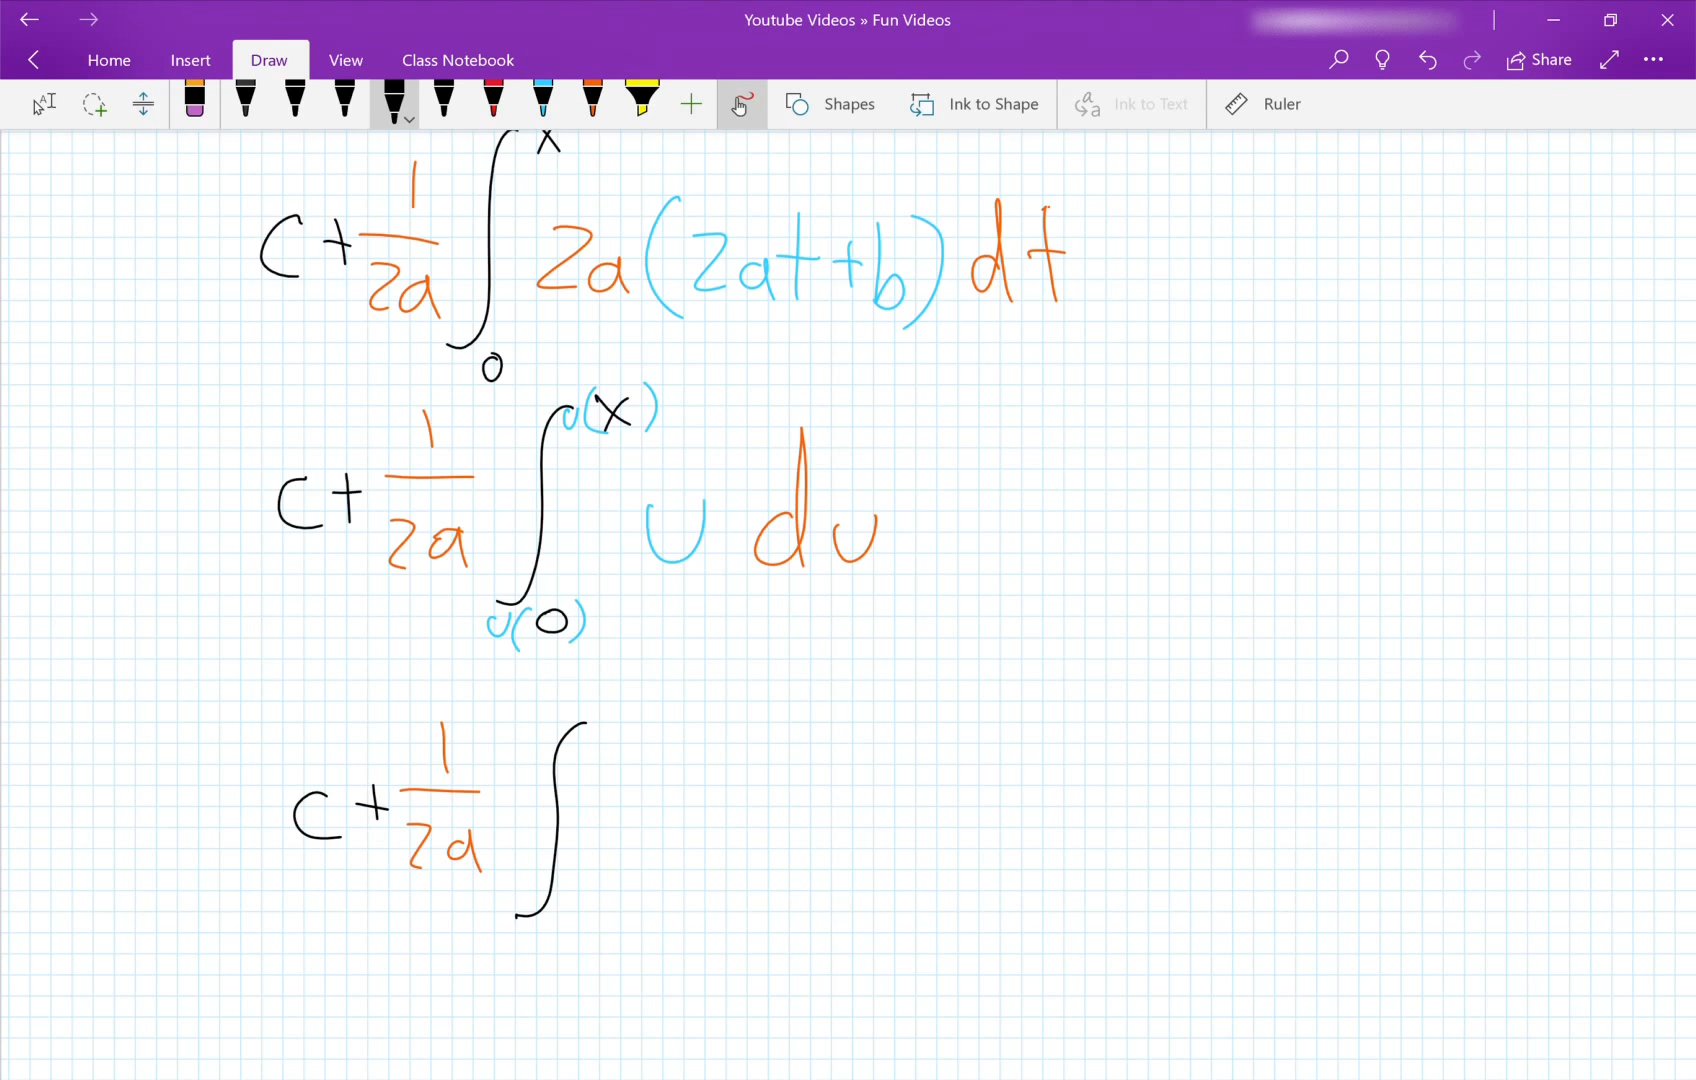 Youtube Videos » Fun Videos
Home Insert Draw View Class Notebook Share
Shapes Ink to Shape Ink to Text Ruler
x
c + 1/2a ∫ 2a(2at+b) dt
0
u(x)
c + 1/2a ∫ u du
u(0)
c + 1/2a ∫